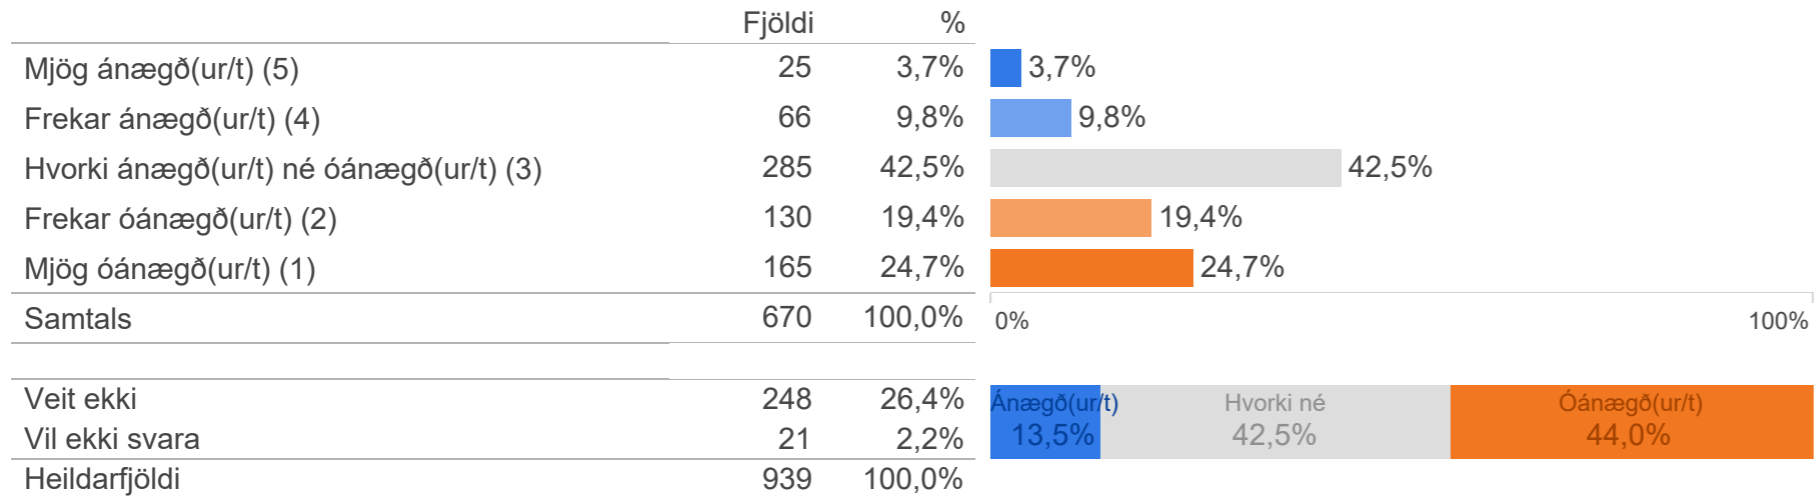 Fjöldi %
Mjög ánægð(ur/t) (5) 25 3,7% 3,7%
Frekar ánægð(ur/t) (4) 66 9,8% 9,8%
Hvorki ánægð(ur/t) né óánægð(ur/t) (3) 285 42,5% 42,5%
Frekar óánægð(ur/t) (2) 130 19,4% 19,4%
Mjög óánægð(ur/t) (1) 165 24,7% 24,7%
Samtals 670 100,0% 0% 100%
Veit ekki 248 26,4% Ánægð(ur/t) Hvorki né Óánægð(ur/t)
Vil ekki svara 21 2,2% 13,5% 42,5% 44,0%
Heildarfjöldi 939 100,0%